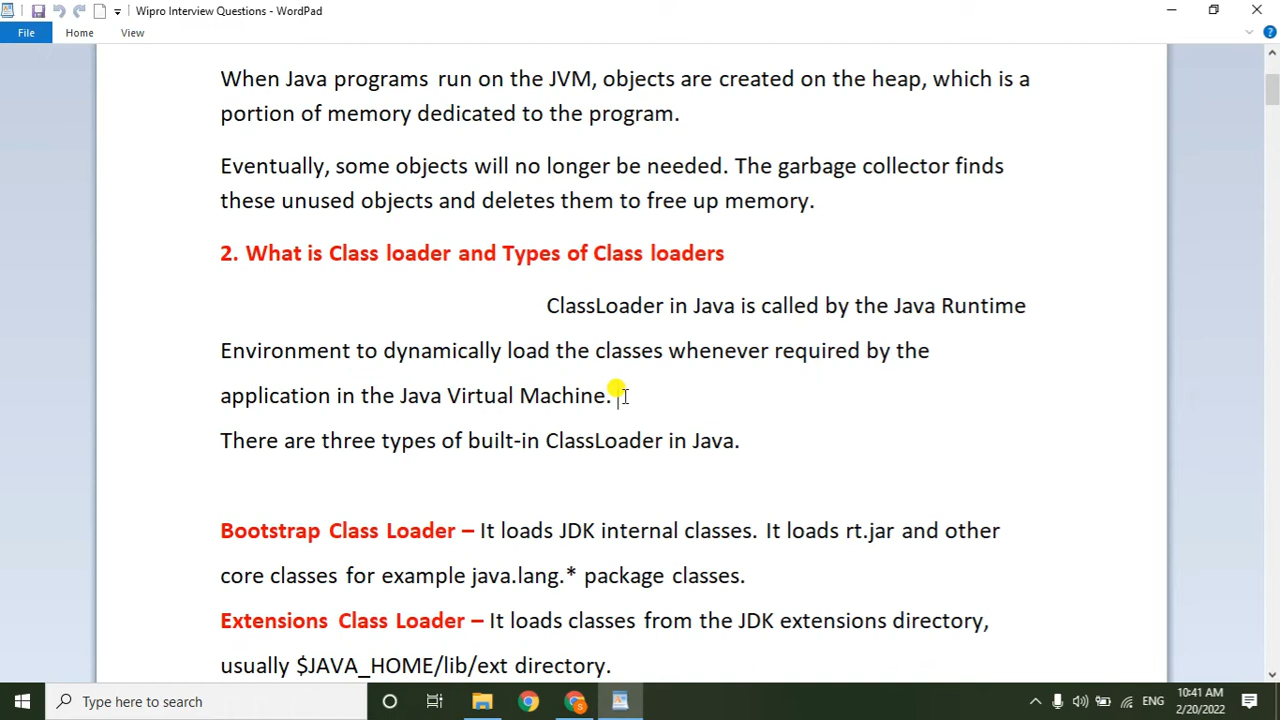 Wipro Interview Questions - WordPad
File Home View
When Java programs run on the JVM, objects are created on the heap, which is a
portion of memory dedicated to the program.
Eventually, some objects will no longer be needed. The garbage collector finds
these unused objects and deletes them to free up memory.
2. What is Class loader and Types of Class loaders
ClassLoader in Java is called by the Java Runtime
Environment to dynamically load the classes whenever required by the
application in the Java Virtual Machine.
There are three types of built-in ClassLoader in Java.
Bootstrap Class Loader – It loads JDK internal classes. It loads rt.jar and other
core classes for example java.lang.* package classes.
Extensions Class Loader – It loads classes from the JDK extensions directory,
usually $JAVA_HOME/lib/ext directory.
Type here to search
ENG
10:41 AM
2/20/2022